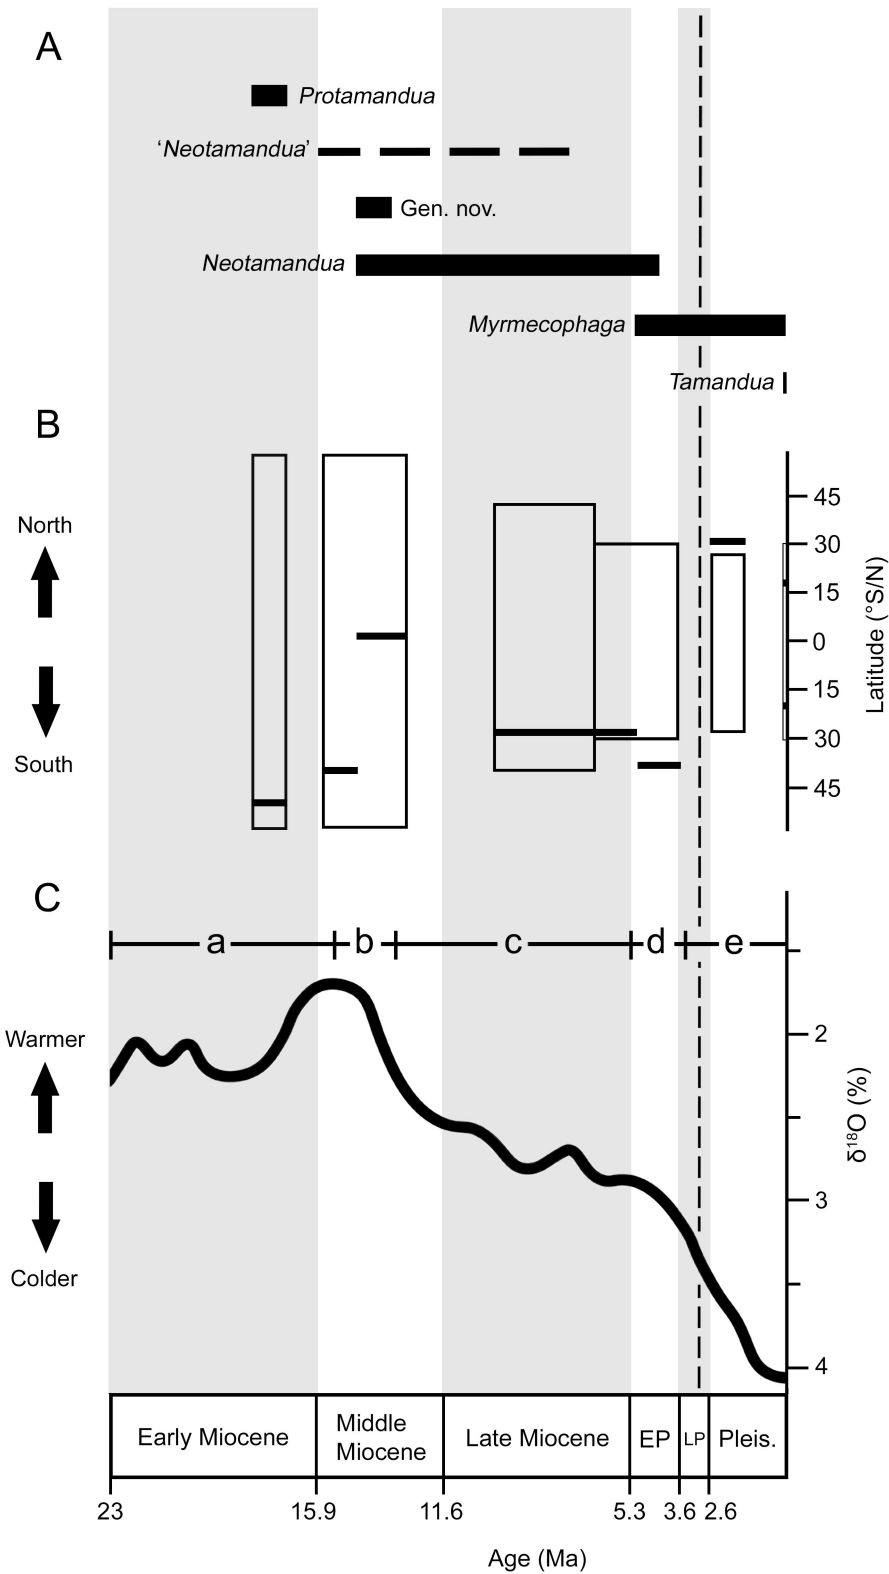 A
Protamandua
‘Neotamandua’
Gen. nov.
Neotamandua
Myrmecophaga
Tamandua
B
North
South
45
30
15
0
15
30
45
Latitude (°S/N)
C
a b c d e
Warmer
Colder
2
3
4
δ18O (%)
Early Miocene
Middle
Miocene
Late Miocene
EP
LP
Pleis.
23 15.9 11.6 5.3 3.6 2.6
Age (Ma)